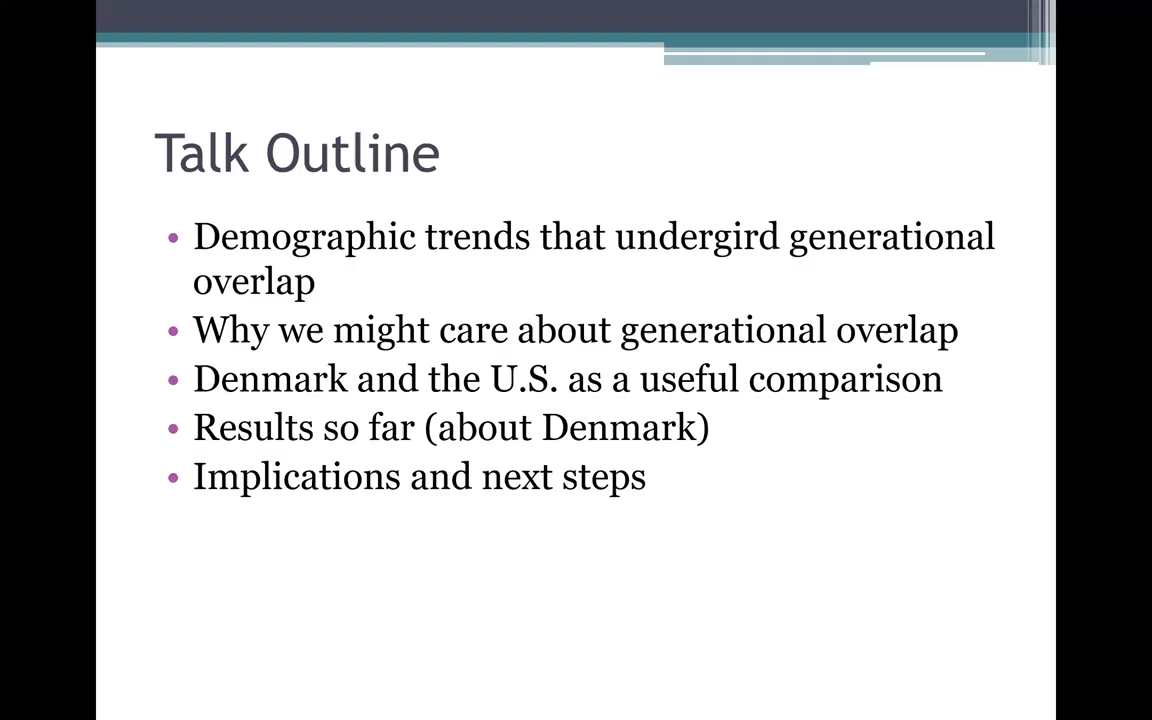 Talk Outline
• Demographic trends that undergird generational
overlap
• Why we might care about generational overlap
• Denmark and the U.S. as a useful comparison
• Results so far (about Denmark)
• Implications and next steps